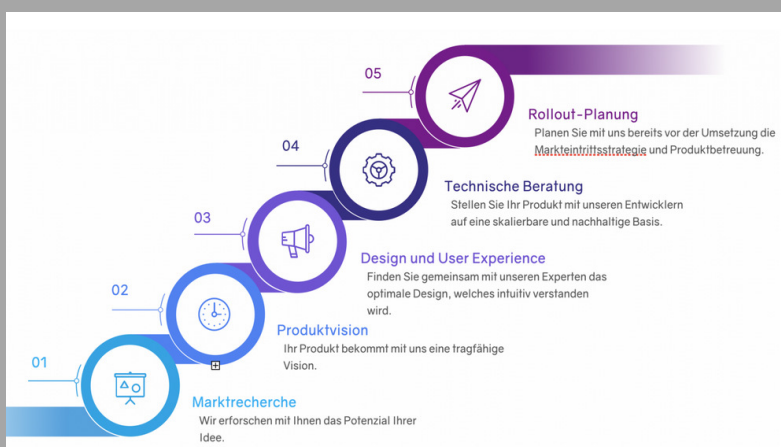 05
Rollout-Planung
Planen Sie mit uns bereits vor der Umsetzung die
Markteintrittsstrategie und Produktbetreuung.
04
Technische Beratung
Stellen Sie Ihr Produkt mit unseren Entwicklern
auf eine skalierbare und nachhaltige Basis.
03
Design und User Experience
Finden Sie gemeinsam mit unseren Experten das
optimale Design, welches intuitiv verstanden
wird.
02
Produktvision
Ihr Produkt bekommt mit uns eine tragfähige
Vision.
01
Marktrecherche
Wir erforschen mit Ihnen das Potenzial Ihrer
Idee.